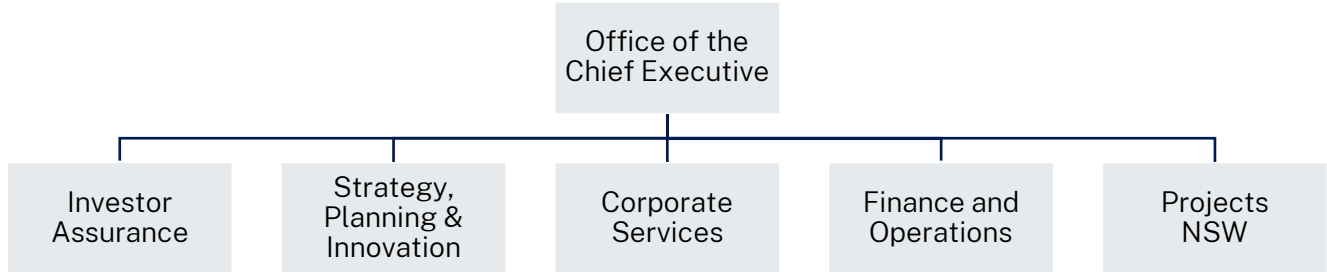 Office of the
Chief Executive
Investor
Assurance
Strategy,
Planning &
Innovation
Corporate
Services
Finance and
Operations
Projects
NSW